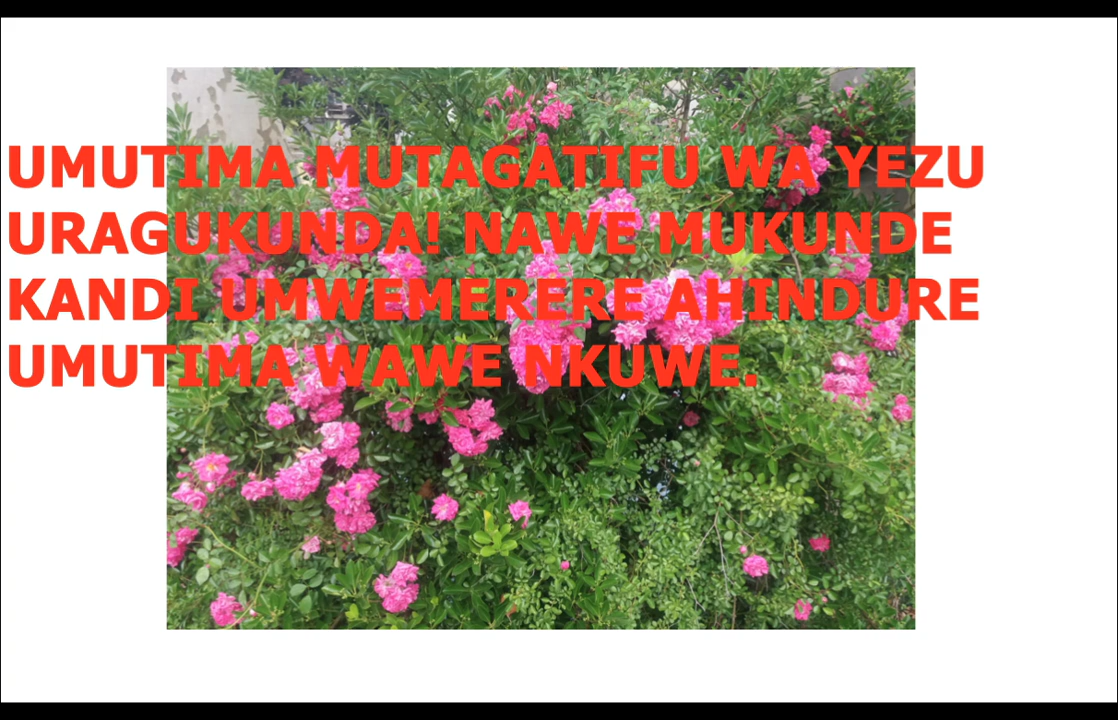 UMUTIMA MUTAGATIFU WA YEZU
URAGUKUNDA! NAWE MUKUNDE
KANDI UMWEMERERE AHINDURE
UMUTIMA WAWE NKUWE.